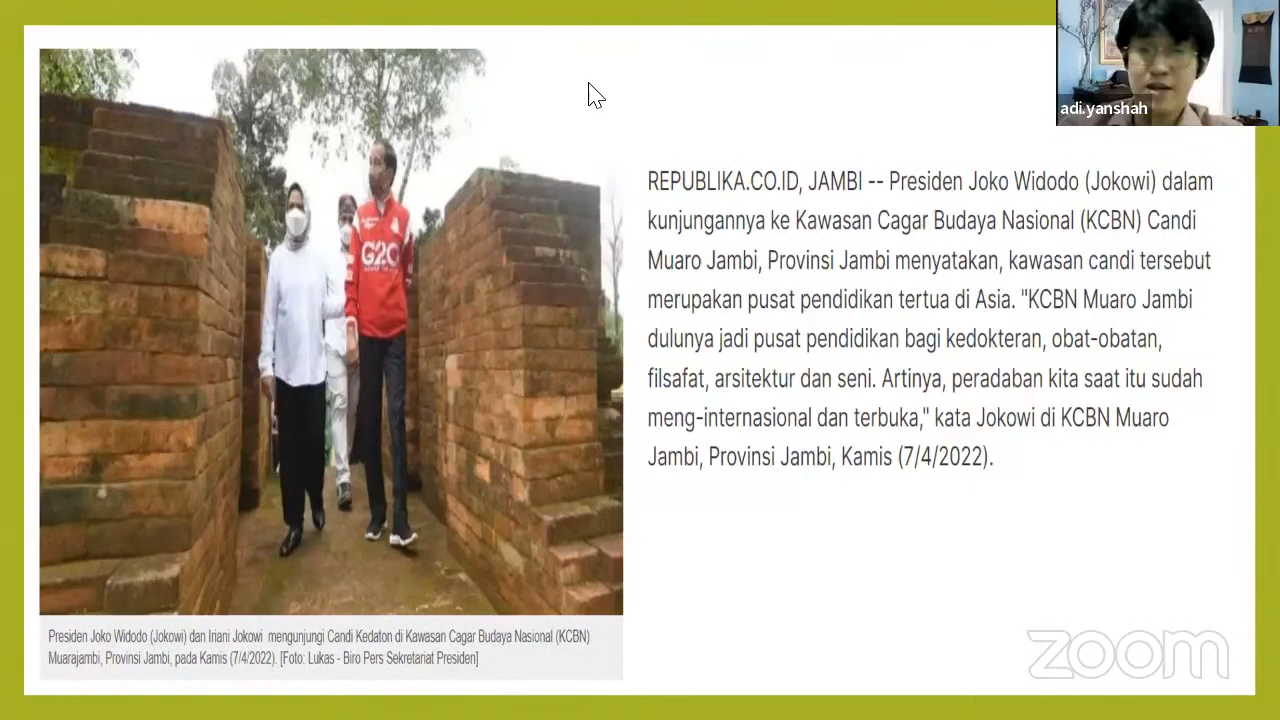 adi.yanshah
REPUBLIKA.CO.ID, JAMBI -- Presiden Joko Widodo (Jokowi) dalam
kunjungannya ke Kawasan Cagar Budaya Nasional (KCBN) Candi
Muaro Jambi, Provinsi Jambi menyatakan, kawasan candi tersebut
merupakan pusat pendidikan tertua di Asia. "KCBN Muaro Jambi
dulunya jadi pusat pendidikan bagi kedokteran, obat-obatan,
filsafat, arsitektur dan seni. Artinya, peradaban kita saat itu sudah
meng-internasional dan terbuka," kata Jokowi di KCBN Muaro
Jambi, Provinsi Jambi, Kamis (7/4/2022).
G20
Presiden Joko Widodo (Jokowi) dan Iriani Jokowi mengunjungi Candi Kedaton di Kawasan Cagar Budaya Nasional (KCBN)
Muarajambi, Provinsi Jambi, pada Kamis (7/4/2022). [Foto: Lukas - Biro Pers Sekretariat Presiden]
zoom